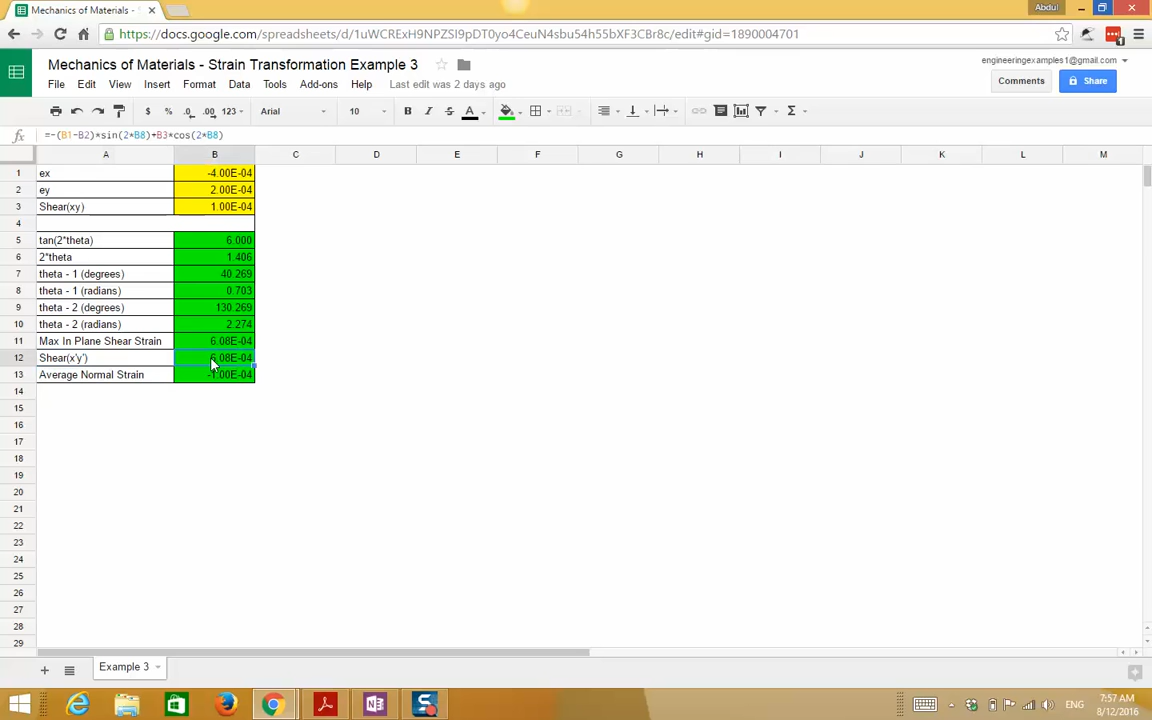 Mechanics of Materials -
Abdul
https://docs.google.com/spreadsheets/d/1uWCRExH9NPZSI9pDT0yo4CeuN4sbu54h55bXF3CBr8c/edit#gid=1890004701
Mechanics of Materials - Strain Transformation Example 3
engineeringexamples1@gmail.com
File Edit View Insert Format Data Tools Add-ons Help Last edit was 2 days ago
Comments Share
$ % .0 .00 123 Arial 10 B I S A Σ
fx =-(B1-B2)*sin(2*B8)+B3*cos(2*B8)
A B C D E F G H I J K L M
1 ex -4.00E-04
2 ey 2.00E-04
3 Shear(xy) 1.00E-04
4
5 tan(2*theta) 6.000
6 2*theta 1.406
7 theta - 1 (degrees) 40.269
8 theta - 1 (radians) 0.703
9 theta - 2 (degrees) 130.269
10 theta - 2 (radians) 2.274
11 Max In Plane Shear Strain 6.08E-04
12 Shear(x'y') 6.08E-04
13 Average Normal Strain -1.00E-04
14
15
16
17
18
19
20
21
22
23
24
25
26
27
28
29
Example 3
ENG
7:57 AM
8/12/2016